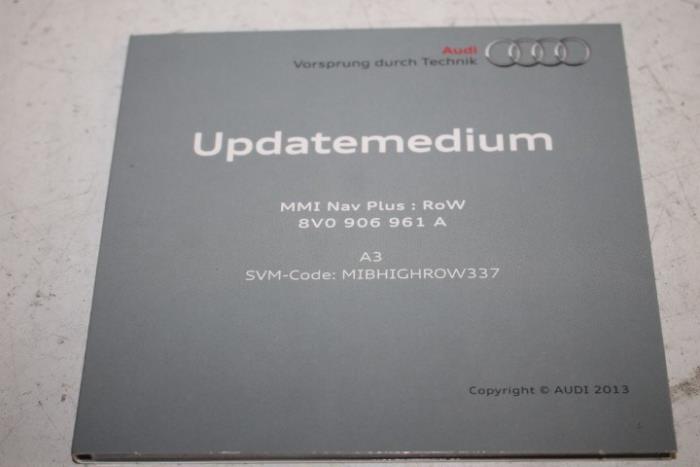 Audi
Vorsprung durch Technik
Updatemedium
MMI Nav Plus : RoW
8V0 906 961 A
A3
SVM-Code: MIBHIGHROW337
Copyright © AUDI 2013